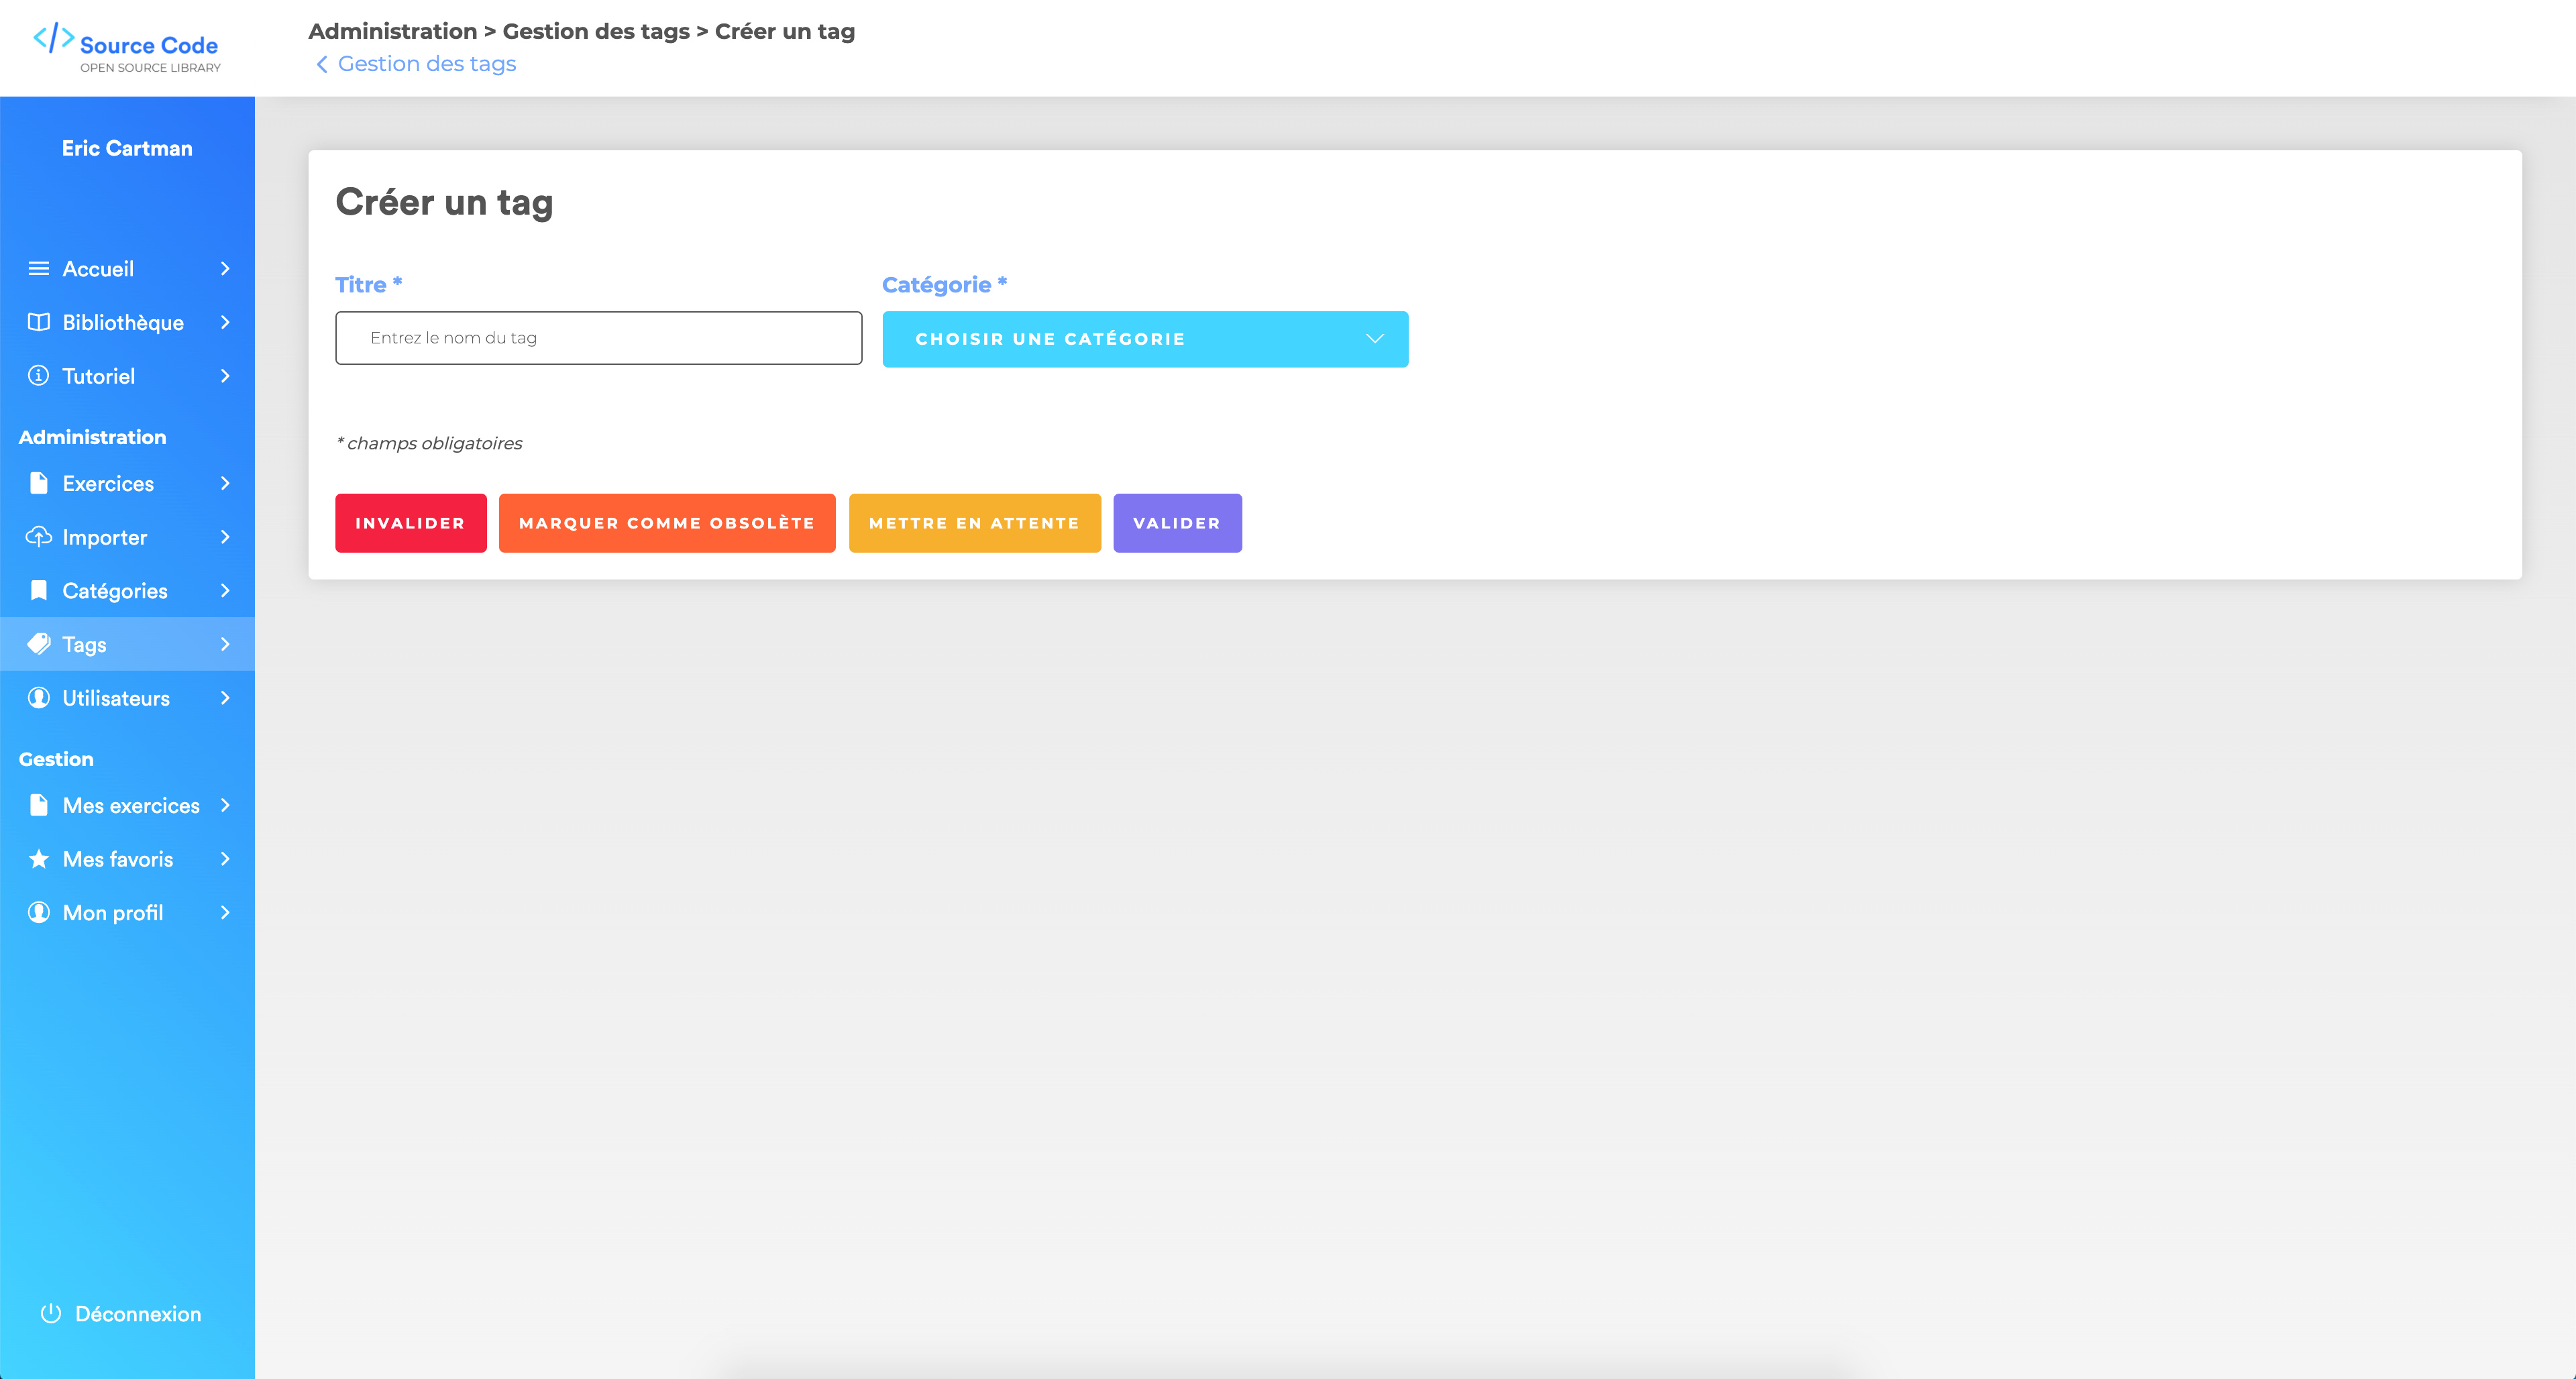 Source Code
OPEN SOURCE LIBRARY
Administration > Gestion des tags > Créer un tag
Gestion des tags
Eric Cartman
Accueil
Bibliothèque
Tutoriel
Administration
Exercices
Importer
Catégories
Tags
Utilisateurs
Gestion
Mes exercices
Mes favoris
Mon profil
Déconnexion
Créer un tag
Titre *
Catégorie *
Entrez le nom du tag
CHOISIR UNE CATÉGORIE
* champs obligatoires
INVALIDER
MARQUER COMME OBSOLÈTE
METTRE EN ATTENTE
VALIDER